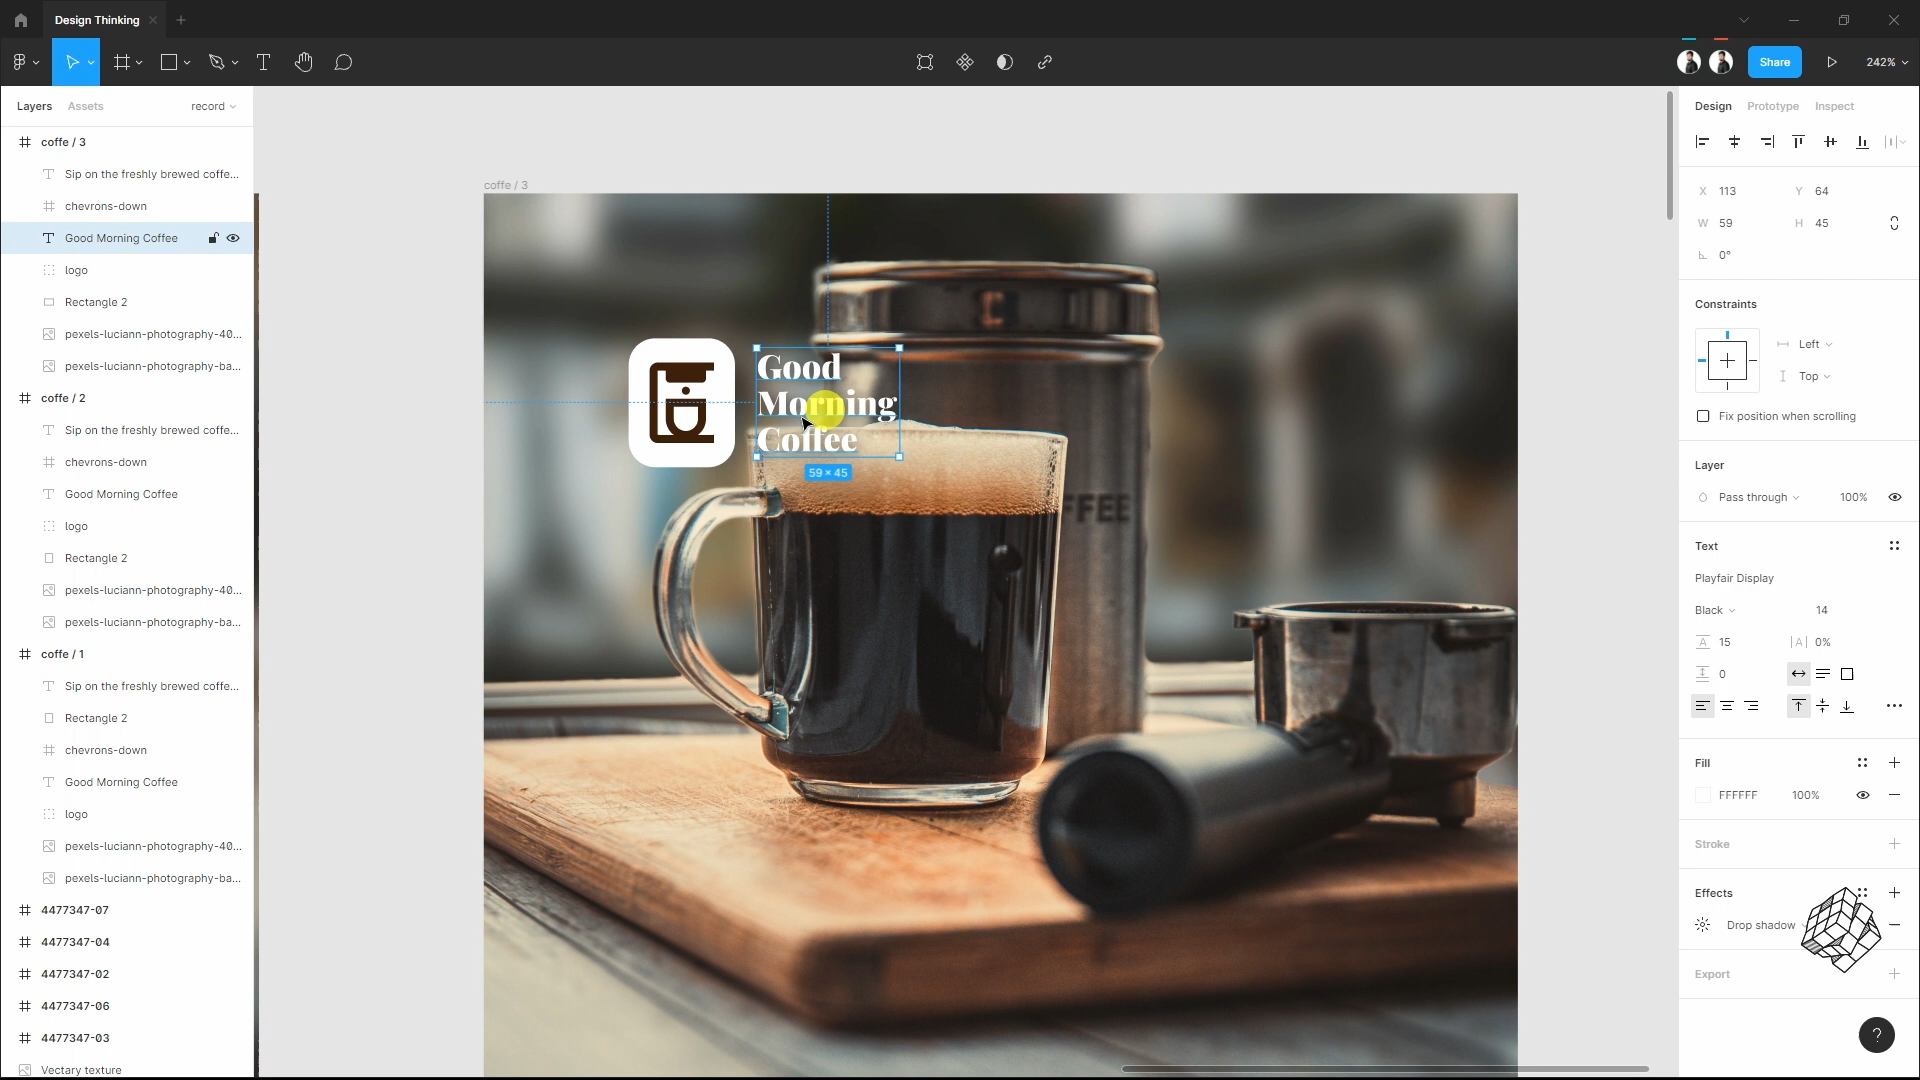 Design Thinking
Share
242%
Layers
Assets
record
coffe / 3
Sip on the freshly brewed coffe...
chevrons-down
Good Morning Coffee
logo
Rectangle 2
pexels-luciann-photography-40...
pexels-luciann-photography-ba...
coffe / 2
Sip on the freshly brewed coffe...
chevrons-down
Good Morning Coffee
logo
Rectangle 2
pexels-luciann-photography-40...
pexels-luciann-photography-ba...
coffe / 1
Sip on the freshly brewed coffe...
Rectangle 2
chevrons-down
Good Morning Coffee
logo
pexels-luciann-photography-40...
pexels-luciann-photography-ba...
4477347-07
4477347-04
4477347-02
4477347-06
4477347-03
Vectary texture
coffe / 3
Good
Morning
Coffee
59 × 45
FFEE
Design
Prototype
Inspect
X 113
Y 64
W 59
H 45
0°
Constraints
Left
Top
Fix position when scrolling
Layer
Pass through
100%
Text
Playfair Display
Black
14
A 15
|A| 0%
0
Fill
FFFFFF
100%
Stroke
Effects
Drop shadow
Export
?